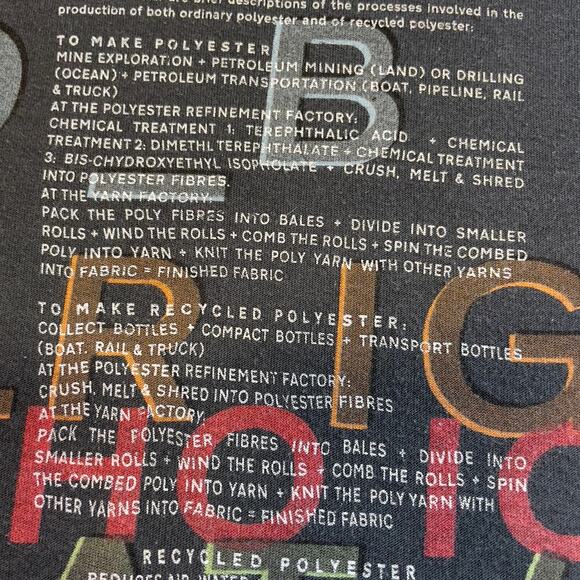 are brief descriptions of the processes involved in the
production of both ordinary polyester and of recycled polyester:
TO MAKE POLYESTER
MINE EXPLORATION + PETROLEUM MINING (LAND) OR DRILLING
(OCEAN) + PETROLEUM TRANSPORTATION (BOAT, PIPELINE, RAIL
& TRUCK)
AT THE POLYESTER REFINEMENT FACTORY:
CHEMICAL TREATMENT 1: TEREPHTHALIC ACID + CHEMICAL
TREATMENT 2: DIMETHL TEREPHTHALATE + CHEMICAL TREATMENT
3: BIS-CHYDROXYETHYL ISOPROLATE + CRUSH, MELT & SHRED
INTO POLYESTER FIBRES.
AT THE YARN FACTORY:
PACK THE POLY FIBRES INTO BALES + DIVIDE INTO SMALLER
ROLLS + WIND THE ROLLS + COMB THE ROLLS + SPIN THE COMBED
POLY INTO YARN + KNIT THE POLY YARN WITH OTHER YARNS
INTO FABRIC = FINISHED FABRIC
TO MAKE RECYCLED POLYESTER:
COLLECT BOTTLES + COMPACT BOTTLES + TRANSPORT BOTTLES
(BOAT, RAIL & TRUCK)
AT THE POLYESTER REFINEMENT FACTORY:
CRUSH, MELT & SHRED INTO POLYESTER FIBRES
AT THE YARN FACTORY,
PACK THE POLYESTER FIBRES INTO BALES + DIVIDE INTO
SMALLER ROLLS + WIND THE ROLLS + COMB THE ROLLS + SPIN
THE COMBED POLY INTO YARN + KNIT THE POLY YARN WITH
OTHER YARNS INTO FABRIC = FINISHED FABRIC
RECYCLED POLYESTER
B
R IG
HOIC